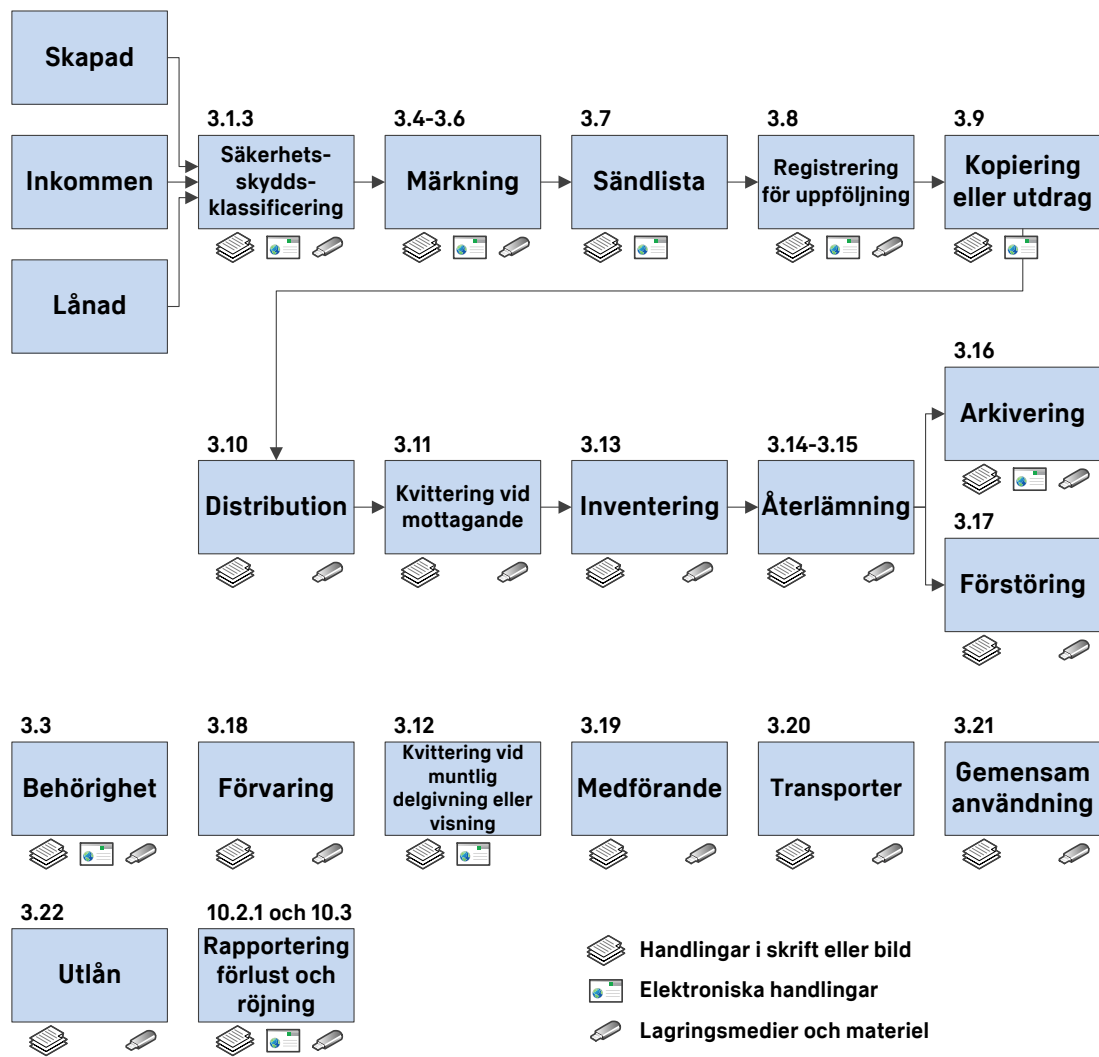 Skapad
Inkommen
Lånad
3.1.3
Säkerhets-
skydds-
klassificering
3.4-3.6
Märkning
3.7
Sändlista
3.8
Registrering
för uppföljning
3.9
Kopiering
eller utdrag
3.10
Distribution
3.11
Kvittering vid
mottagande
3.13
Inventering
3.14-3.15
Återlämning
3.16
Arkivering
3.17
Förstöring
3.3
Behörighet
3.18
Förvaring
3.12
Kvittering vid
muntlig
delgivning eller
visning
3.19
Medförande
3.20
Transporter
3.21
Gemensam
användning
3.22
Utlån
10.2.1 och 10.3
Rapportering
förlust och
röjning
Handlingar i skrift eller bild
Elektroniska handlingar
Lagringsmedier och materiel